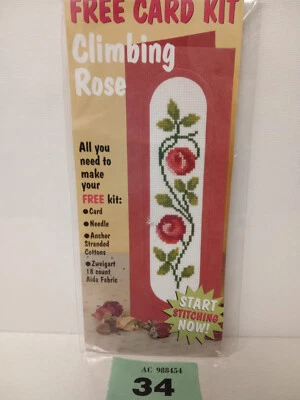 FREE CARD KIT
Climbing
Rose
All you
need to
make
your
FREE kit:
● Card
● Needle
● Anchor
Stranded
Cottons
● Zweigart
18 count
Aida Fabric
START
STITCHING
NOW!
AC 988454
34